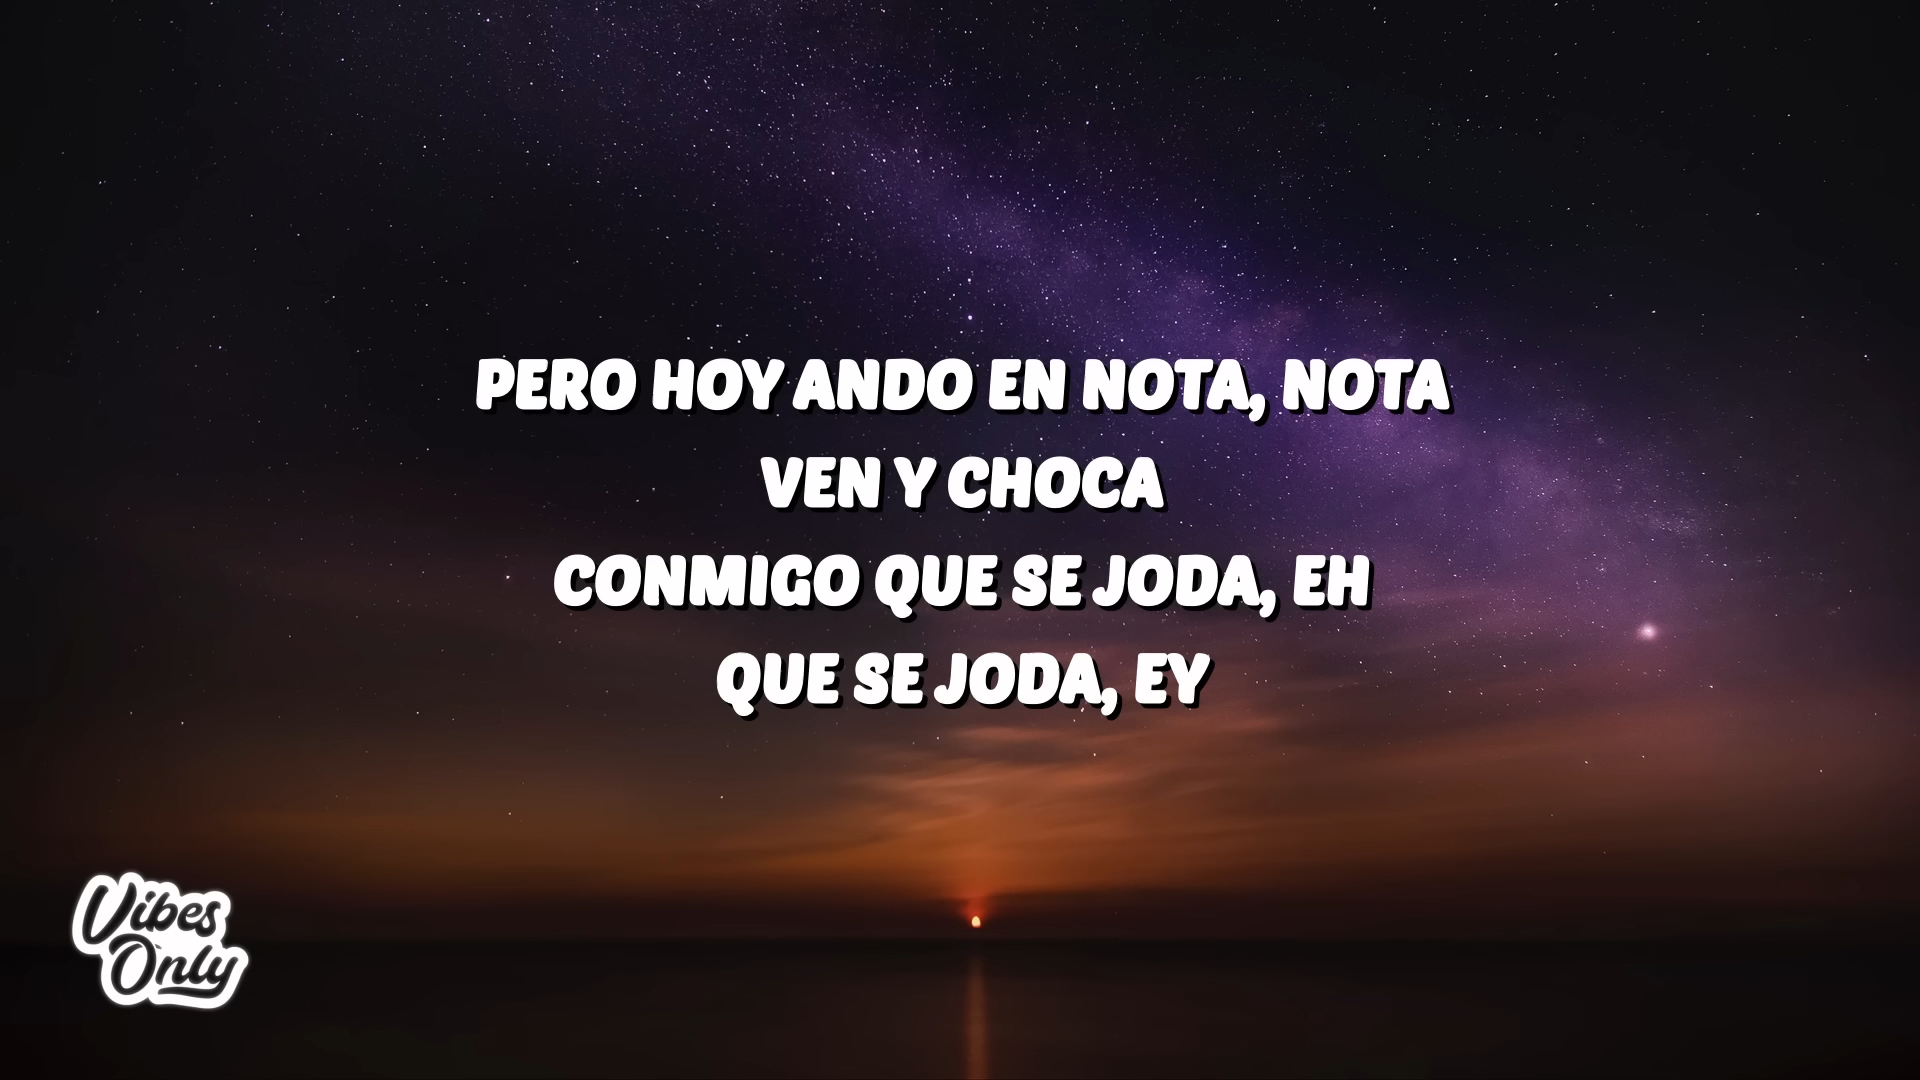 PERO HOY ANDO EN NOTA, NOTA
VEN Y CHOCA
CONMIGO QUE SE JODA, EH
QUE SE JODA, EY
Vibes
Only